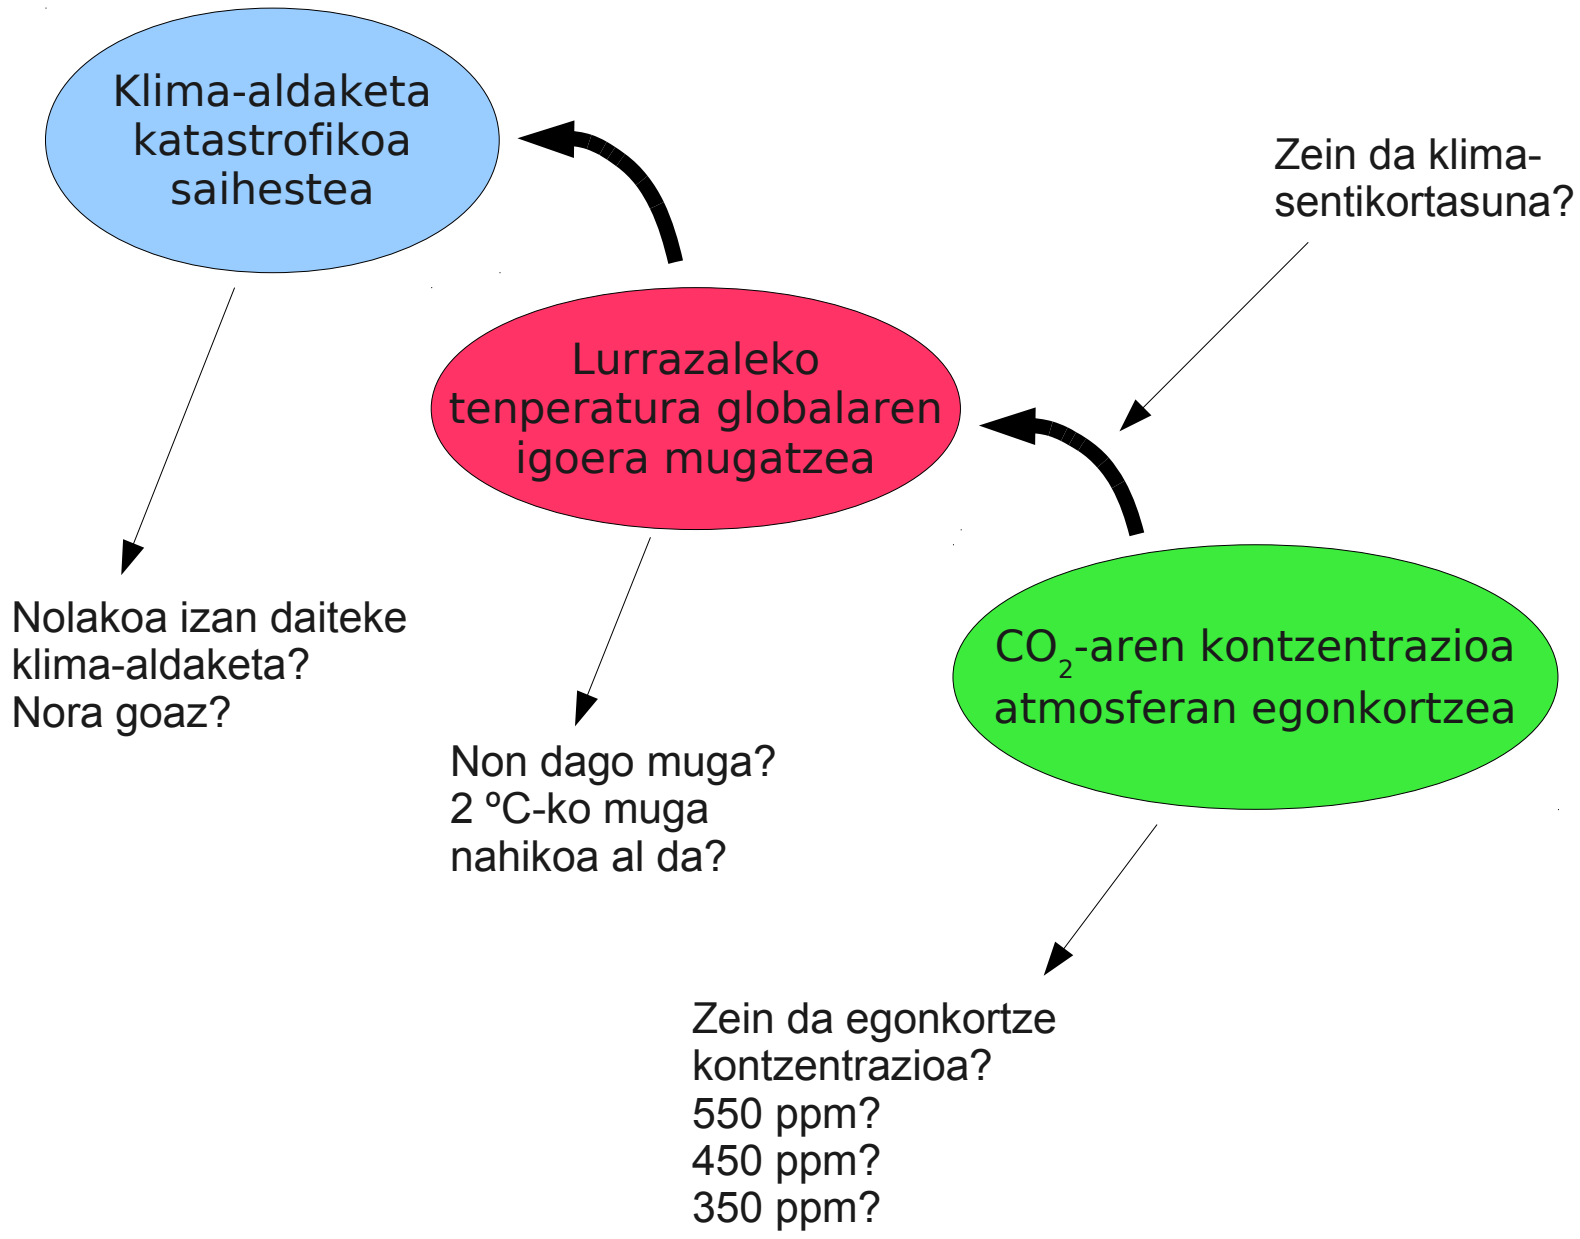 Klima-aldaketa
katastrofikoa
saihestea
Zein da klima-
sentikortasuna?
Lurrazaleko
tenperatura globalaren
igoera mugatzea
Nolakoa izan daiteke
klima-aldaketa?
Nora goaz?
CO₂-aren kontzentrazioa
atmosferan egonkortzea
Non dago muga?
2 ºC-ko muga
nahikoa al da?
Zein da egonkortze
kontzentrazioa?
550 ppm?
450 ppm?
350 ppm?